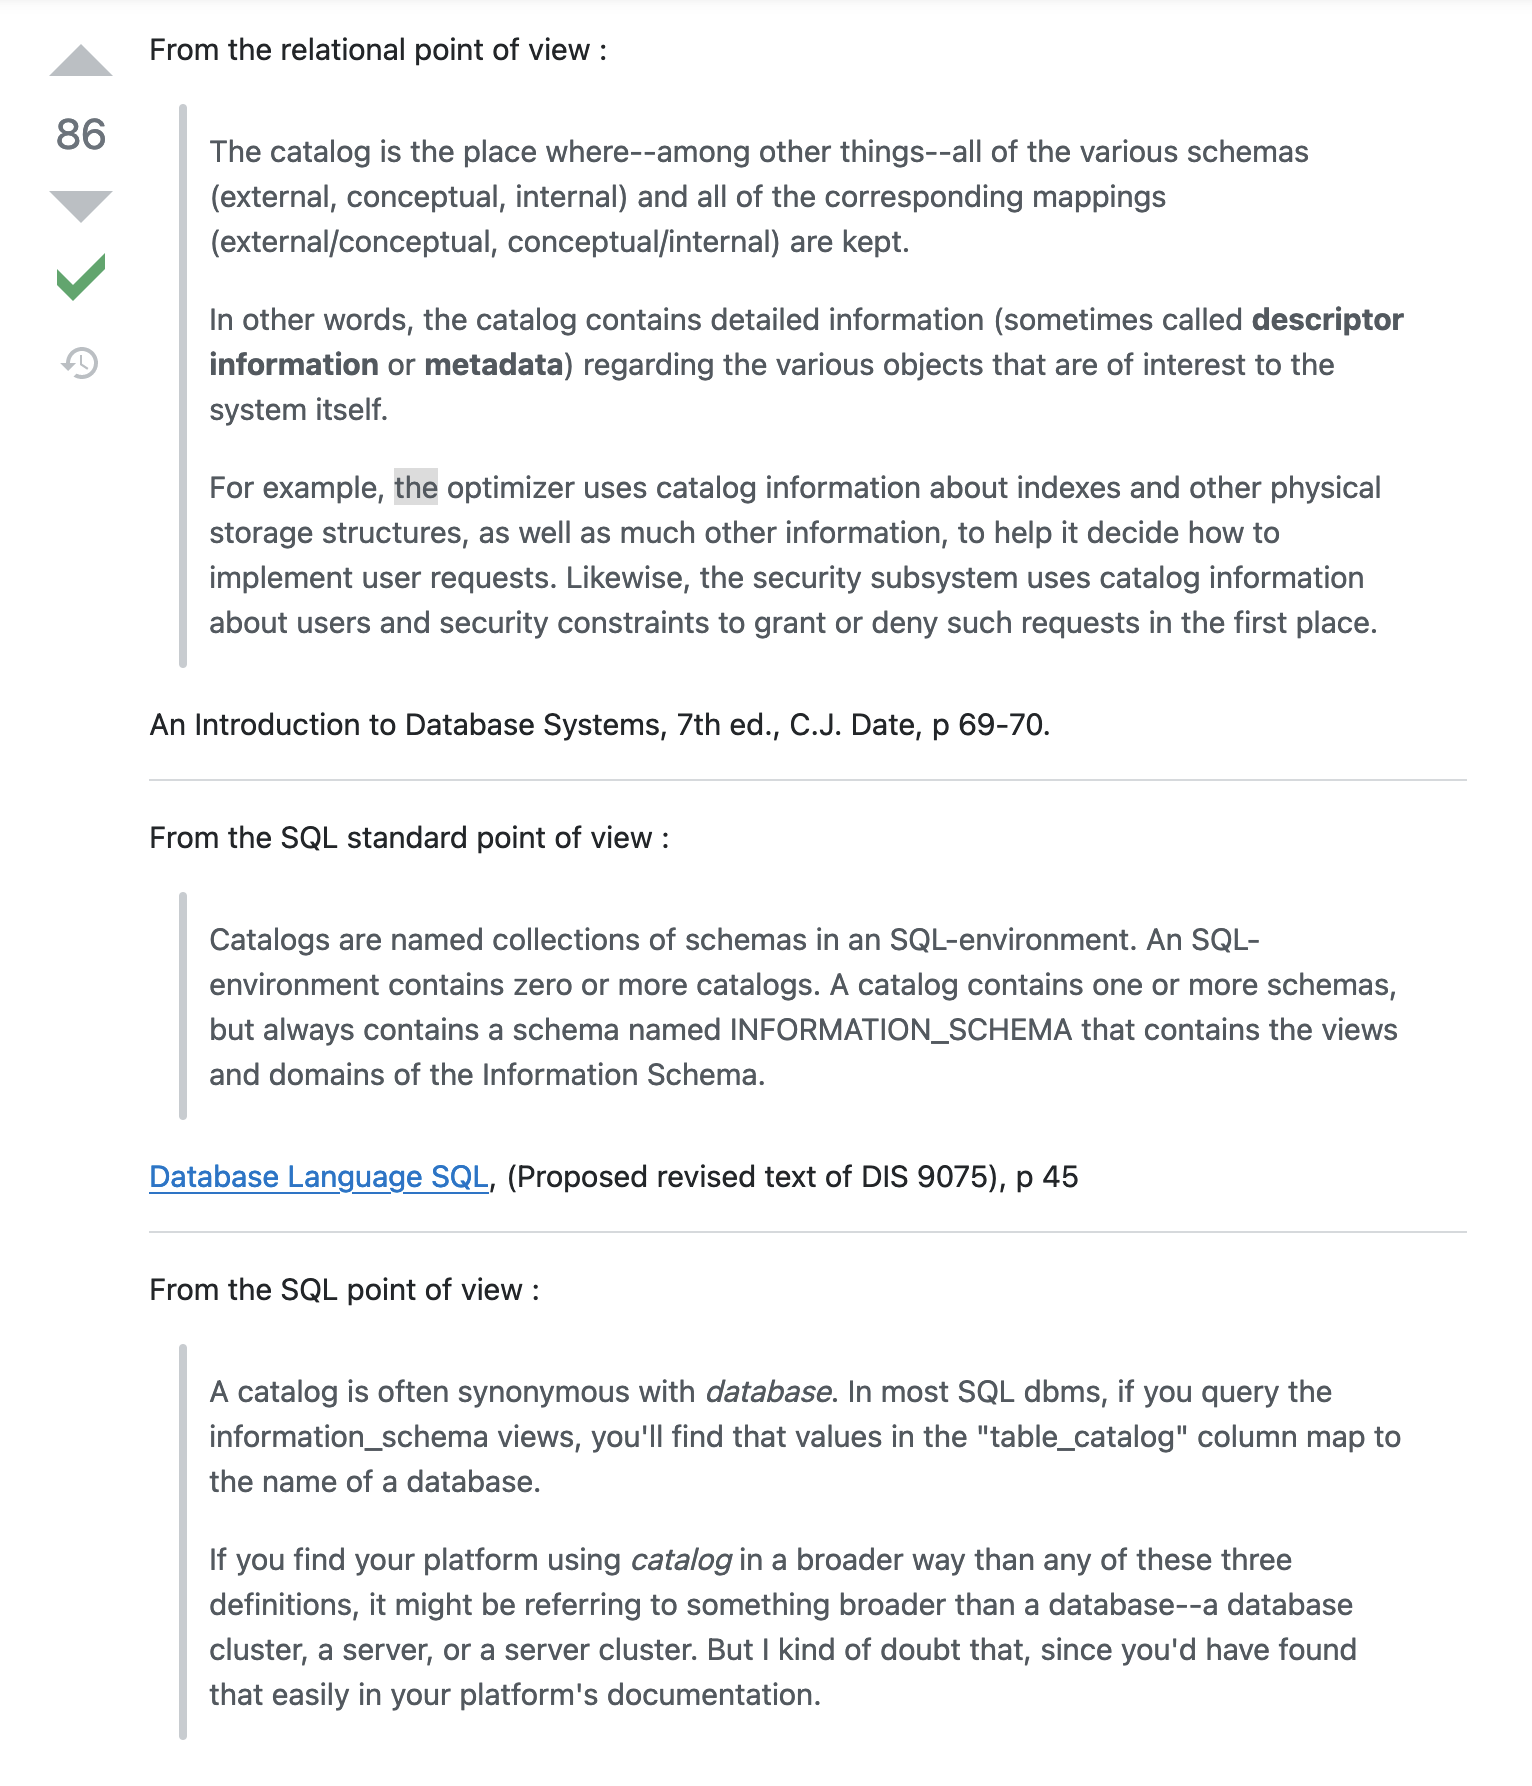 From the relational point of view :
86
The catalog is the place where--among other things--all of the various schemas
(external, conceptual, internal) and all of the corresponding mappings
(external/conceptual, conceptual/internal) are kept.
In other words, the catalog contains detailed information (sometimes called descriptor
information or metadata) regarding the various objects that are of interest to the
system itself.
For example, the optimizer uses catalog information about indexes and other physical
storage structures, as well as much other information, to help it decide how to
implement user requests. Likewise, the security subsystem uses catalog information
about users and security constraints to grant or deny such requests in the first place.
An Introduction to Database Systems, 7th ed., C.J. Date, p 69-70.
From the SQL standard point of view :
Catalogs are named collections of schemas in an SQL-environment. An SQL-
environment contains zero or more catalogs. A catalog contains one or more schemas,
but always contains a schema named INFORMATION_SCHEMA that contains the views
and domains of the Information Schema.
Database Language SQL, (Proposed revised text of DIS 9075), p 45
From the SQL point of view :
A catalog is often synonymous with database. In most SQL dbms, if you query the
information_schema views, you'll find that values in the "table_catalog" column map to
the name of a database.
If you find your platform using catalog in a broader way than any of these three
definitions, it might be referring to something broader than a database--a database
cluster, a server, or a server cluster. But I kind of doubt that, since you'd have found
that easily in your platform's documentation.